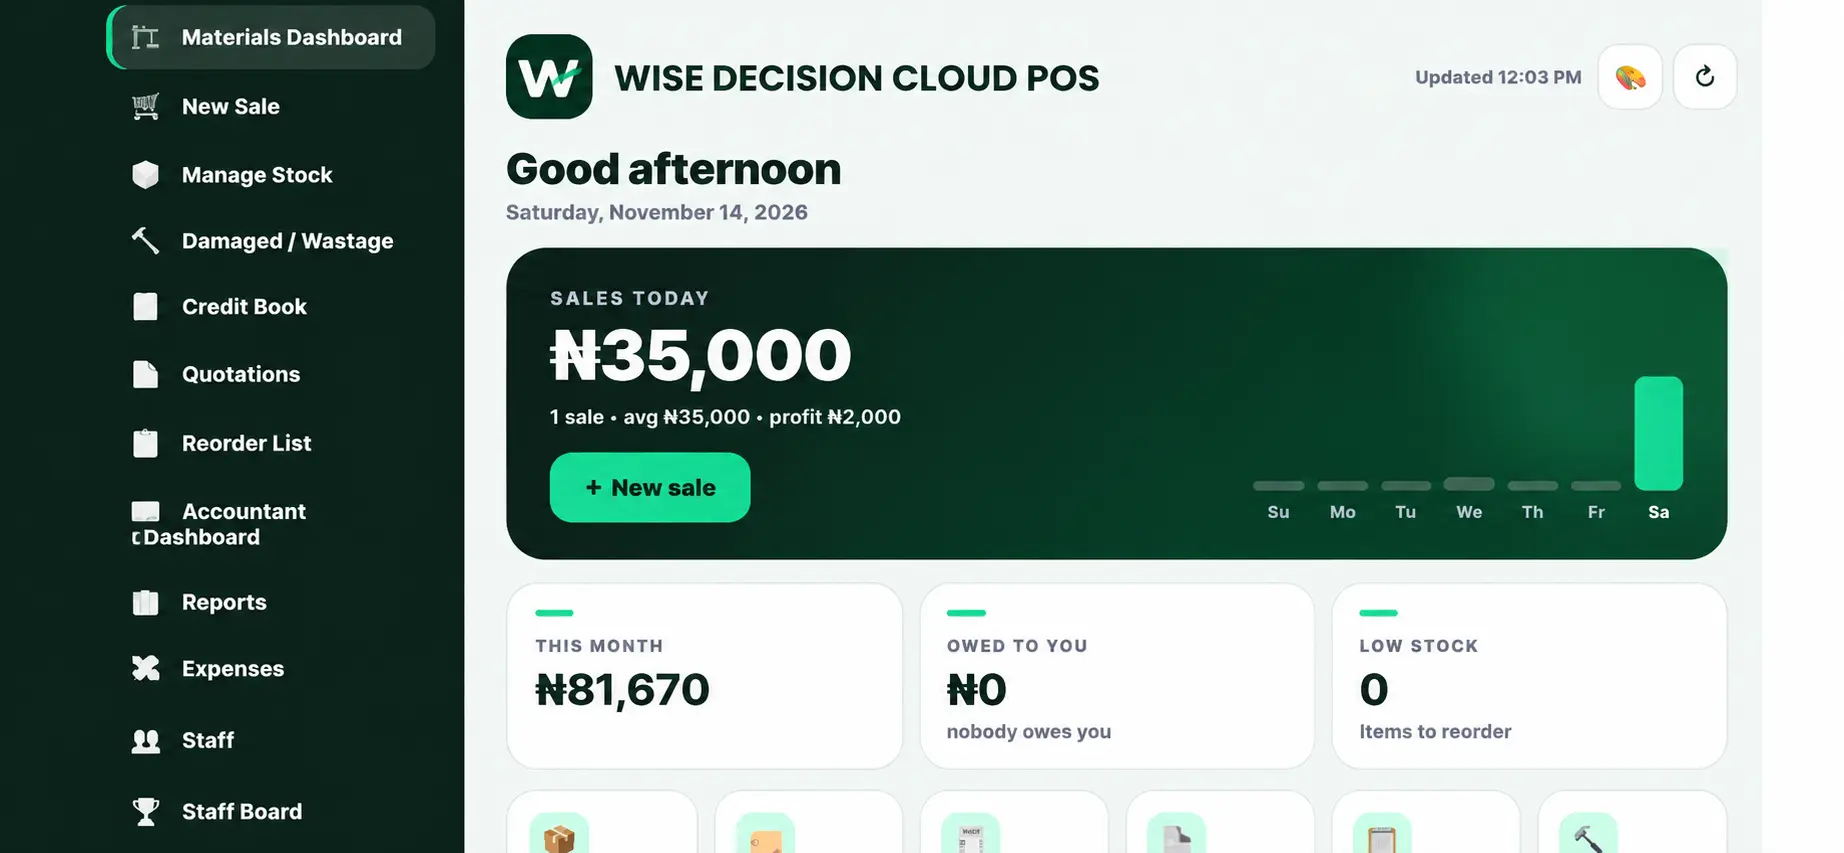 Materials Dashboard
New Sale
Manage Stock
Damaged / Wastage
Credit Book
Quotations
Reorder List
Accountant
Dashboard
Reports
Expenses
Staff
Staff Board
W WISE DECISION CLOUD POS
Updated 12:03 PM
Good afternoon
Saturday, November 14, 2026
SALES TODAY
₦35,000
1 sale • avg ₦35,000 • profit ₦2,000
+ New sale
Su Mo Tu We Th Fr Sa
THIS MONTH
₦81,670
OWED TO YOU
₦0
nobody owes you
LOW STOCK
0
Items to reorder